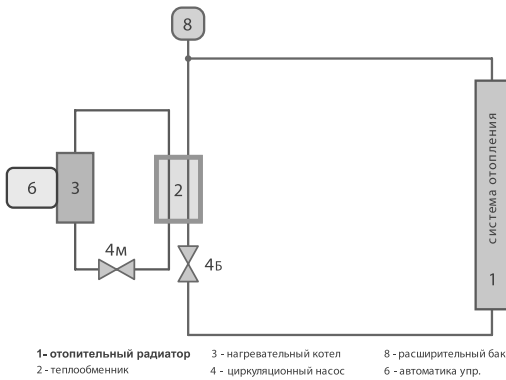 8
6
3
2
4м
4Б
система отопления
1
1- отопительный радиатор
3 - нагревательный котел
8 - расширительный бак
2 - теплообменник
4 - циркуляционный насос
6 - автоматика упр.